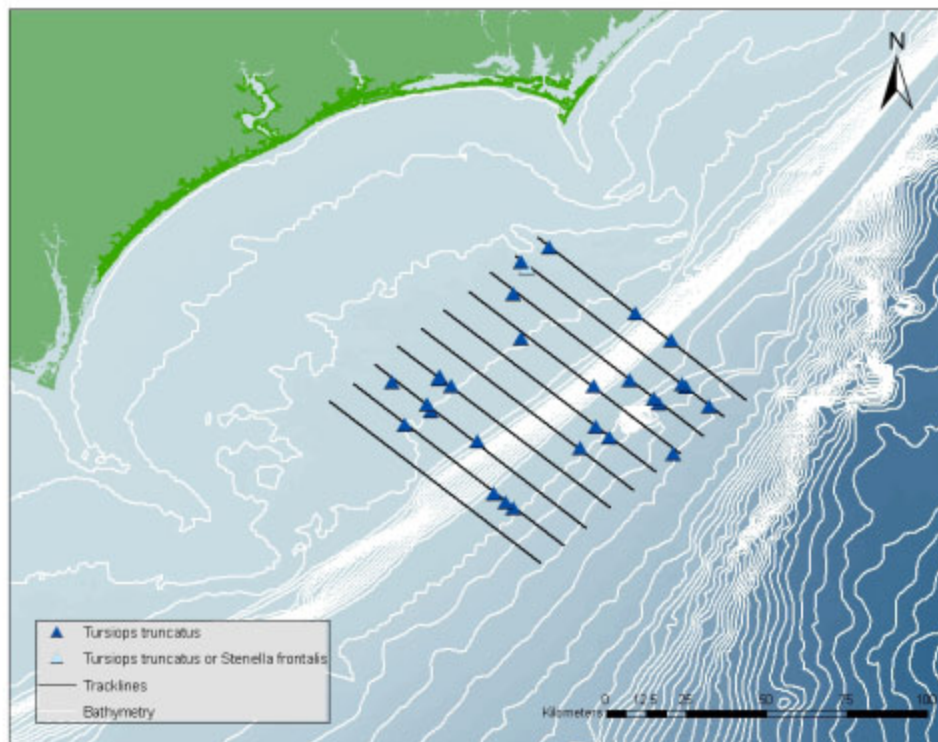 N
Tursiops truncatus
Tursiops truncatus or Stenella frontalis
Tracklines
Bathymetry
0 12.5 25 50 75 100
Kilometers